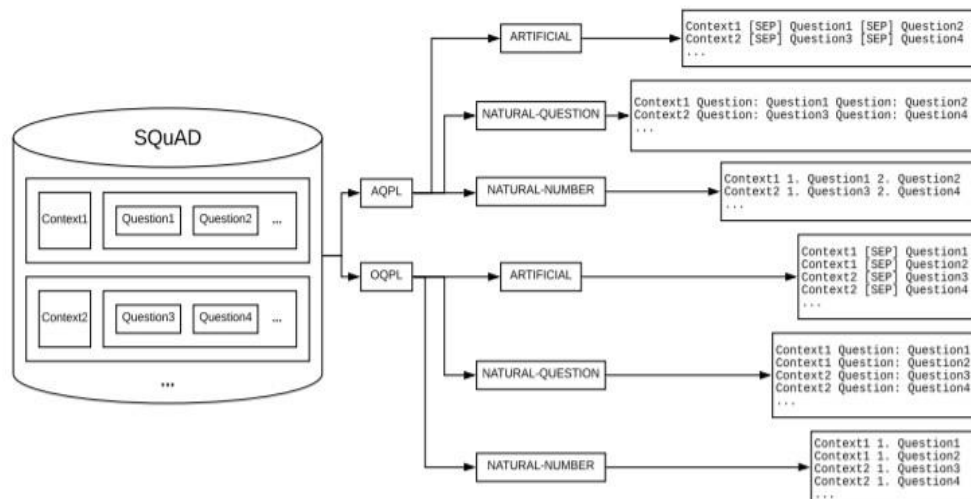 SQuAD
Context1
Question1
Question2
...
Context2
Question3
Question4
...
...
AQPL
OQPL
ARTIFICIAL
Context1 [SEP] Question1 [SEP] Question2
Context2 [SEP] Question3 [SEP] Question4
...
NATURAL-QUESTION
Context1 Question: Question1 Question: Question2
Context2 Question: Question3 Question: Question4
...
NATURAL-NUMBER
Context1 1. Question1 2. Question2
Context2 1. Question3 2. Question4
...
ARTIFICIAL
Context1 [SEP] Question1
Context1 [SEP] Question2
Context2 [SEP] Question3
Context2 [SEP] Question4
...
NATURAL-QUESTION
Context1 Question: Question1
Context1 Question: Question2
Context2 Question: Question3
Context2 Question: Question4
...
NATURAL-NUMBER
Context1 1. Question1
Context1 1. Question2
Context2 1. Question3
Context2 1. Question4
...